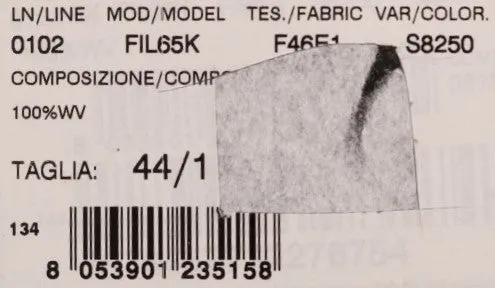 LN/LINE MOD/MODEL TES./FABRIC VAR/COLOR.
0102 FIL65K F46F1 S8250
COMPOSIZIONE/COMPO
100%WV
TAGLIA: 44/1
134
8 053901 235158